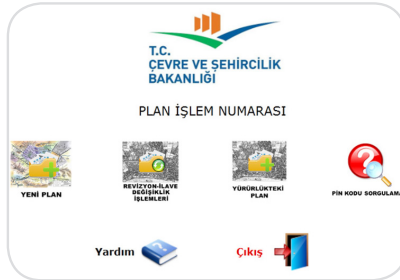 T.C.
ÇEVRE VE ŞEHİRCİLİK
BAKANLIĞI
PLAN İŞLEM NUMARASI
YENİ PLAN
REVİZYON-İLAVE
DEĞİŞİKLİK
İŞLEMLERİ
YÜRÜRLÜKTEKİ
PLAN
PİN KODU SORGULAMA
Yardım
Çıkış